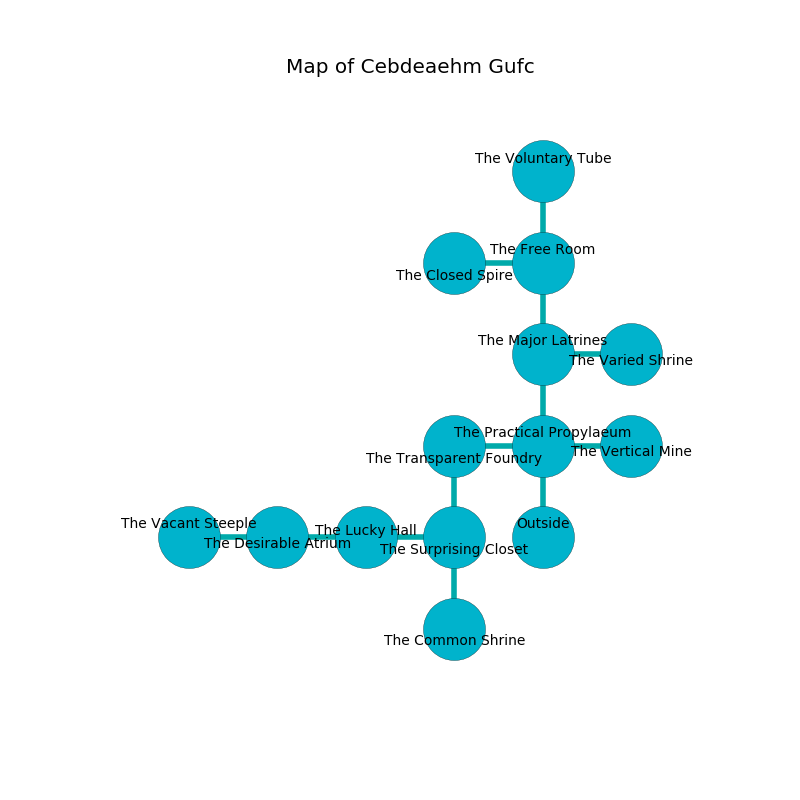 Map of Cebdeaehm Gufc
The Voluntary Tube
The Free Room
The Closed Spire
The Major Latrines
The Varied Shrine
The Practical Propylaeum
The Vertical Mine
The Transparent Foundry
The Vacant Steeple
Outside
The Lucky Hall
The Desirable Atrium
The Surprising Closet
The Common Shrine